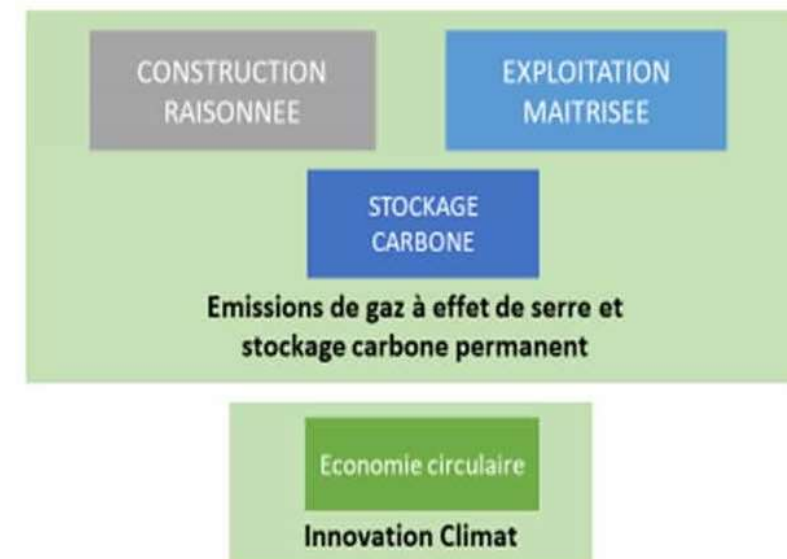 CONSTRUCTION
RAISONNEE
EXPLOITATION
MAITRISEE
STOCKAGE
CARBONE
Emissions de gaz à effet de serre et
stockage carbone permanent
Economie circulaire
Innovation Climat